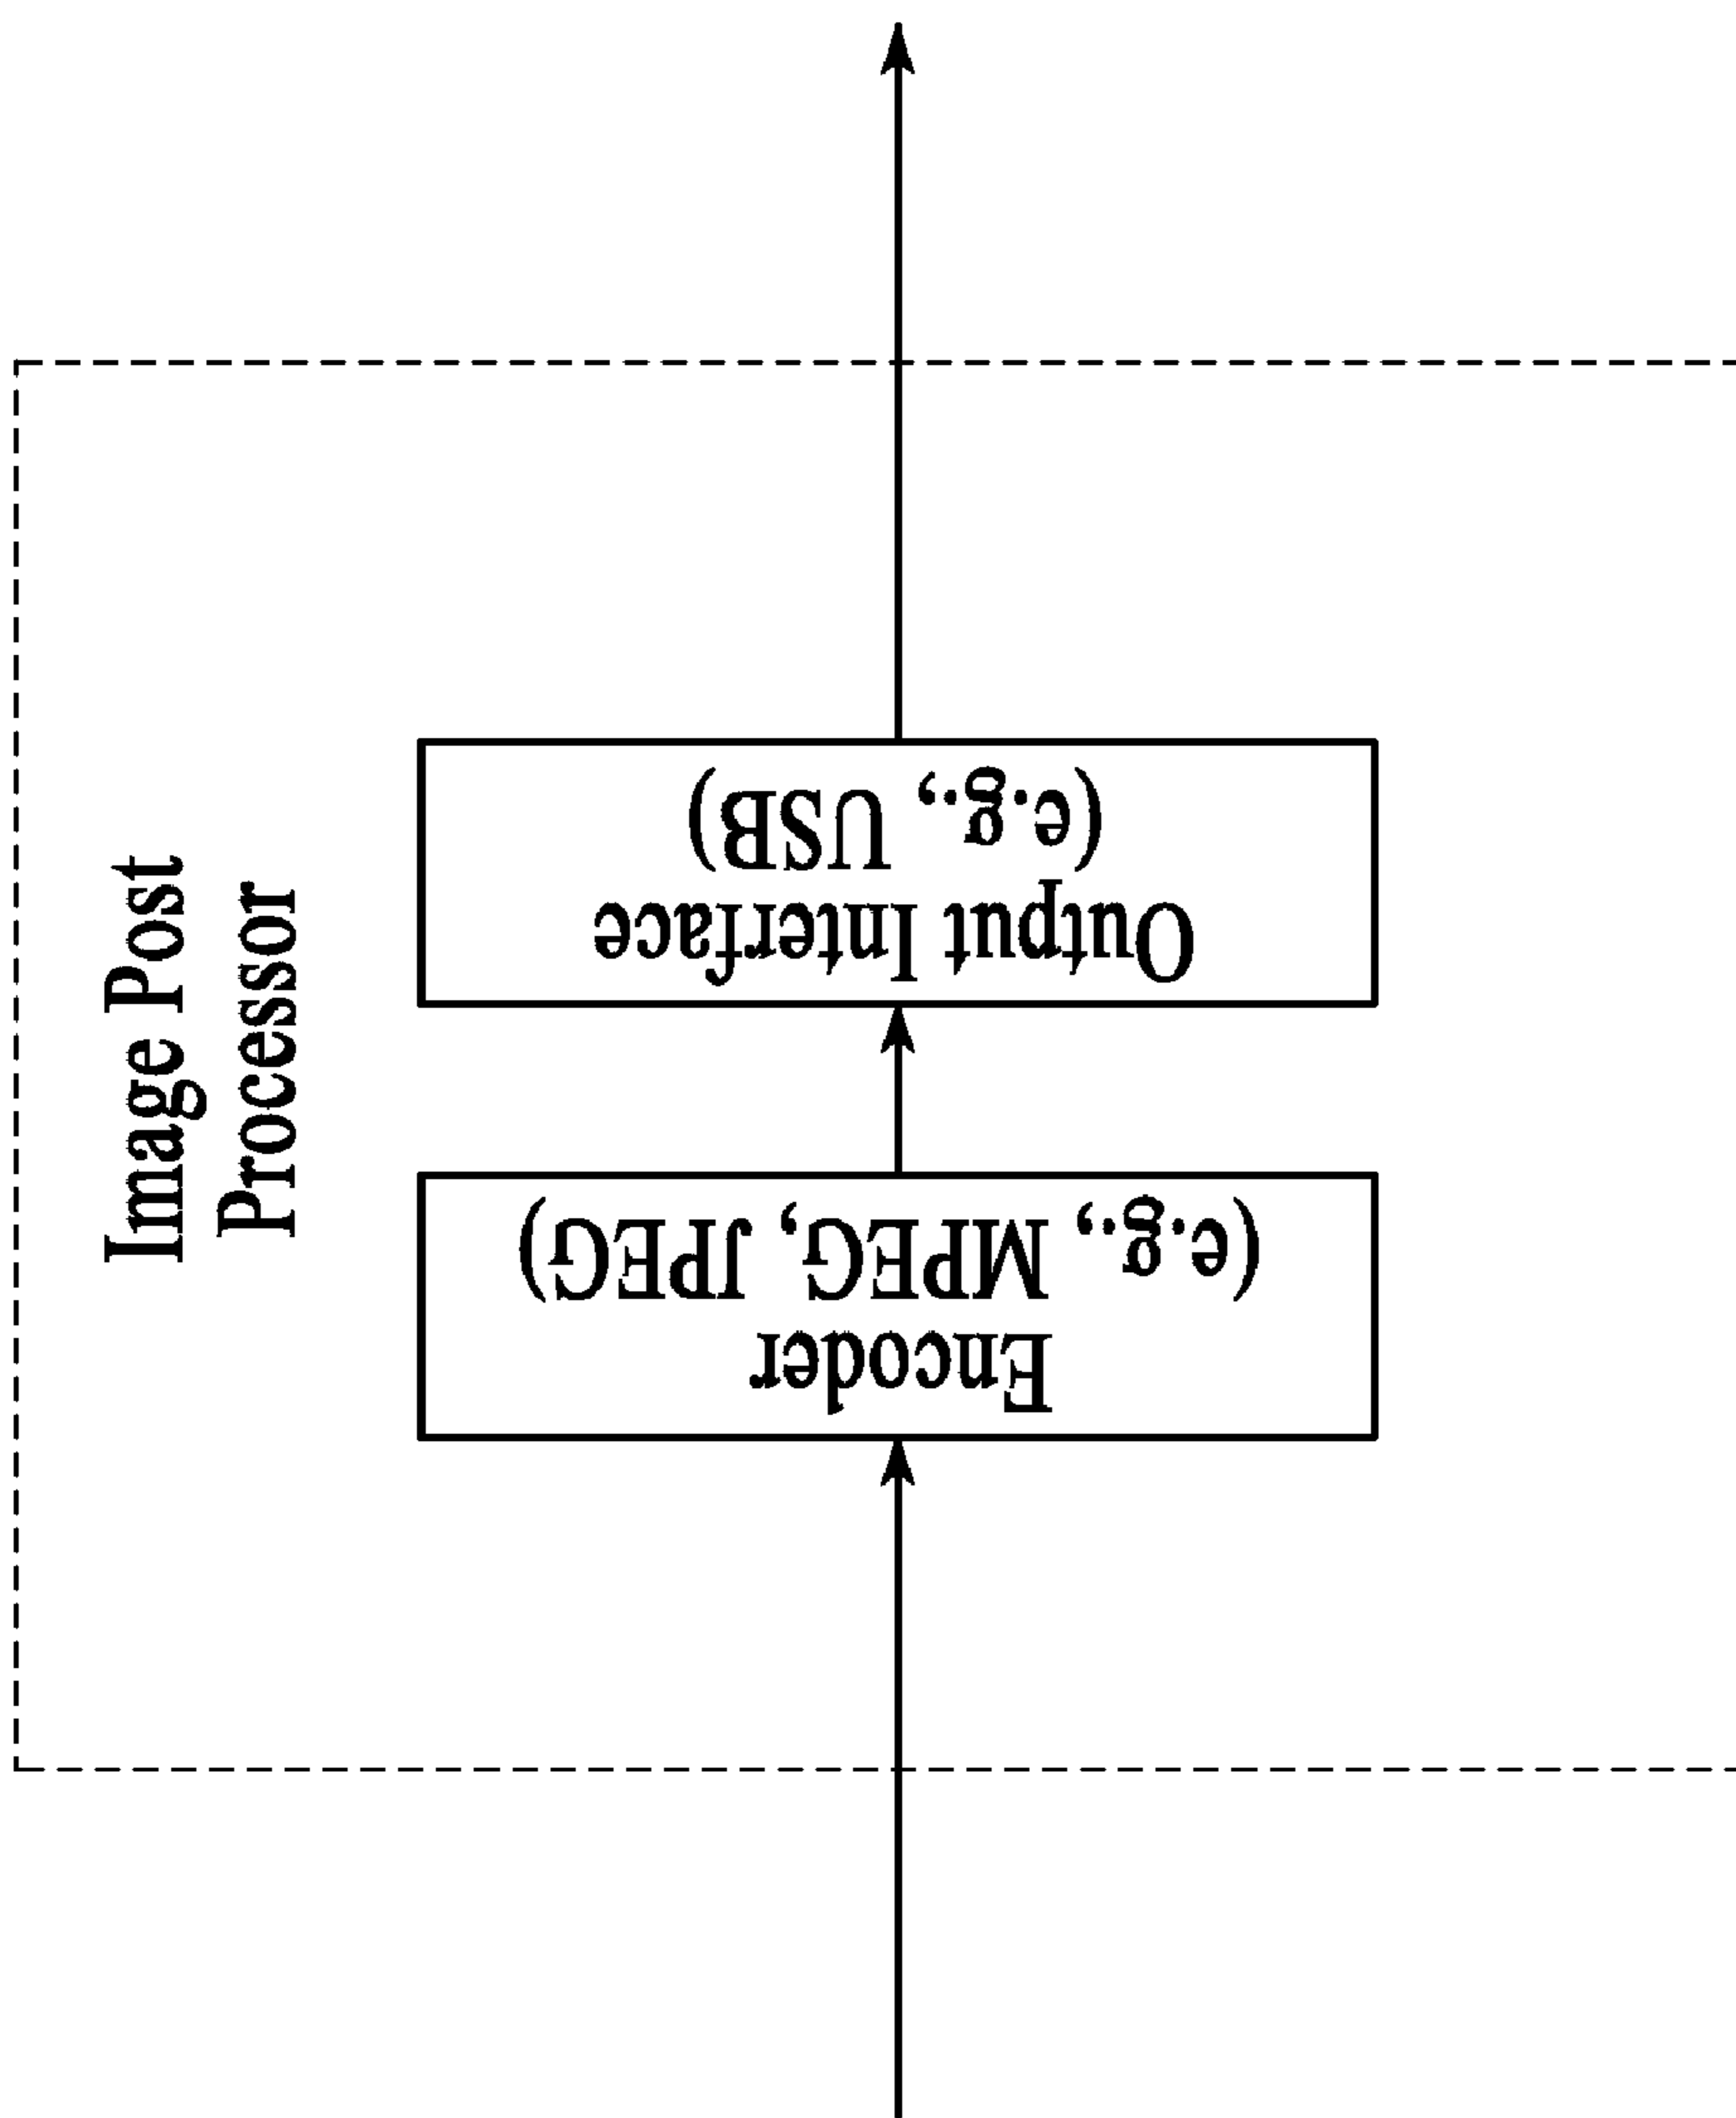 Image Post
Processor
Encoder
(e.g., MPEG, JPEG)
Output Interface
(e.g., USB)